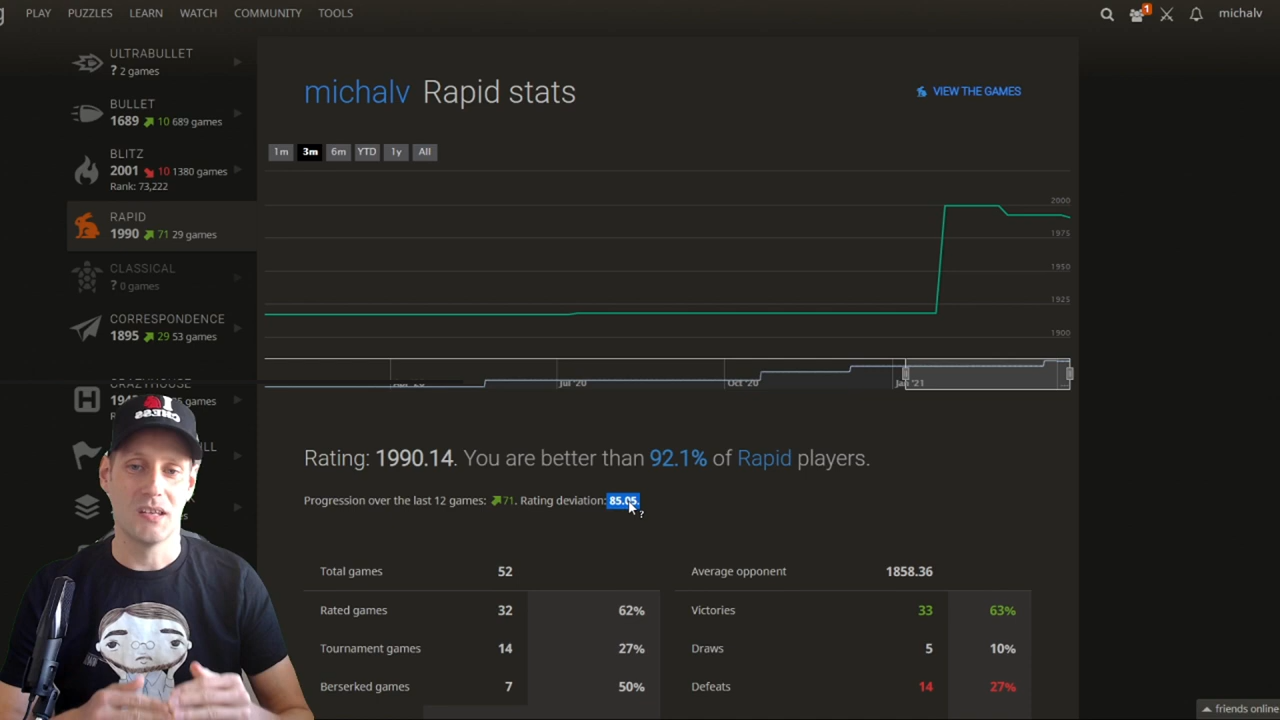 PLAY PUZZLES LEARN WATCH COMMUNITY TOOLS
1
michalv
ULTRABULLET
? 2 games
BULLET
1689 10 689 games
BLITZ
2001 10 1380 games
Rank: 73,222
RAPID
1990 71 29 games
CLASSICAL
? 0 games
CORRESPONDENCE
1895 29 53 games
CRAZYHOUSE
michalv Rapid stats
VIEW THE GAMES
1m 3m 6m YTD 1y All
2000
1975
1950
1925
1900
Jul '20 Oct '20 Jan '21
Rating: 1990.14. You are better than 92.1% of Rapid players.
Progression over the last 12 games: 71. Rating deviation: 85.05.
?
Total games 52
Rated games 32 62%
Tournament games 14 27%
Berserked games 7 50%
Average opponent 1858.36
Victories 33 63%
Draws 5 10%
Defeats 14 27%
friends online